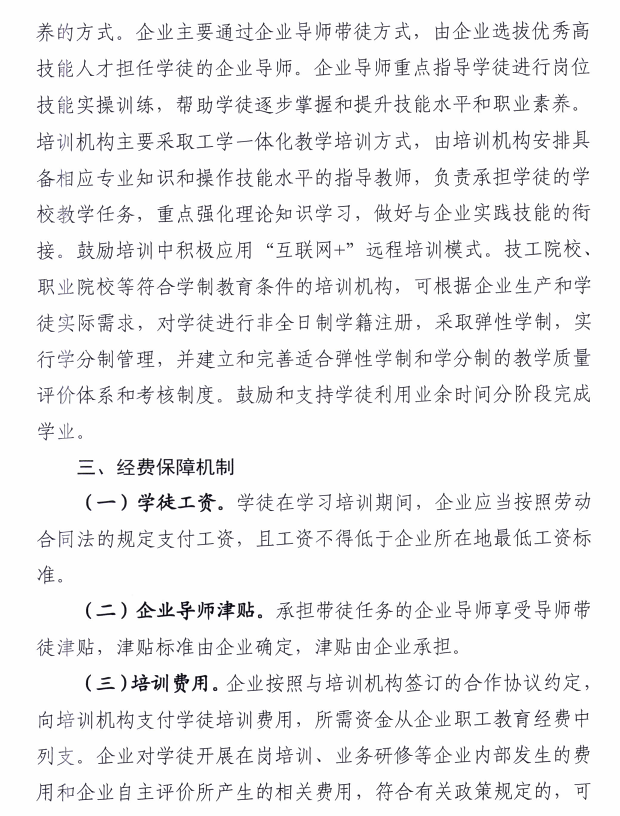 养的方式。企业主要通过企业导师带徒方式，由企业选拔优秀高
技能人才担任学徒的企业导师。企业导师重点指导学徒进行岗位
技能实操训练，帮助学徒逐步掌握和提升技能水平和职业素养。
培训机构主要采取工学一体化教学培训方式，由培训机构安排具
备相应专业知识和操作技能水平的指导教师，负责承担学徒的学
校教学任务，重点强化理论知识学习，做好与企业实践技能的衔
接。鼓励培训中积极应用“互联网+”远程培训模式。技工院校、
职业院校等符合学制教育条件的培训机构，可根据企业生产和学
徒实际需求，对学徒进行非全日制学籍注册，采取弹性学制，实
行学分制管理，并建立和完善适合弹性学制和学分制的教学质量
评价体系和考核制度。鼓励和支持学徒利用业余时间分阶段完成
学业。
三、经费保障机制
（一）学徒工资。学徒在学习培训期间，企业应当按照劳动
合同法的规定支付工资，且工资不得低于企业所在地最低工资标
准。
（二）企业导师津贴。承担带徒任务的企业导师享受导师带
徒津贴，津贴标准由企业确定，津贴由企业承担。
（三）培训费用。企业按照与培训机构签订的合作协议约定，
向培训机构支付学徒培训费用，所需资金从企业职工教育经费中
列支。企业对学徒开展在岗培训、业务研修等企业内部发生的费
用和企业自主评价所产生的相关费用，符合有关政策规定的，可